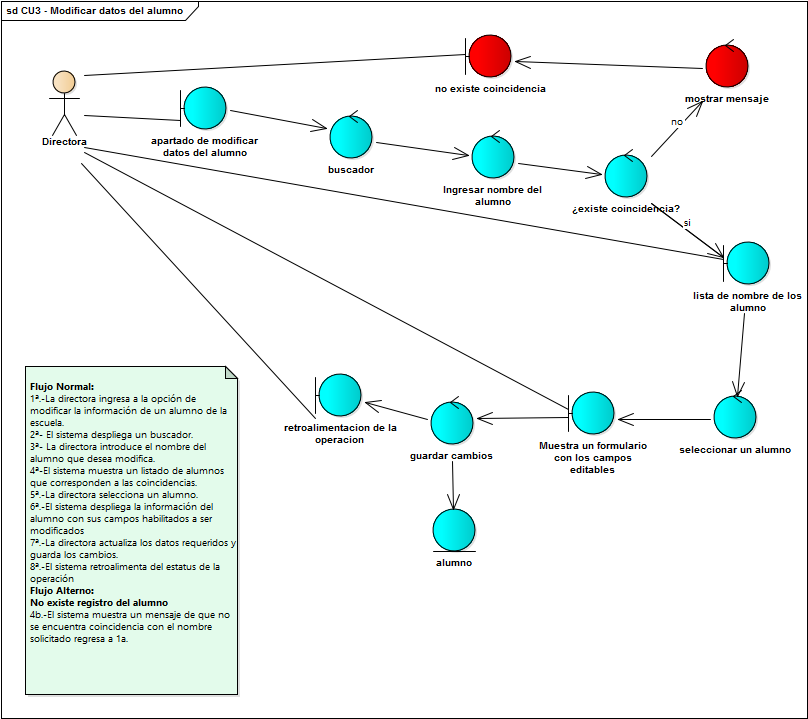 sd CU3 - Modificar datos del alumno
no existe coincidencia
mostrar mensaje
Directora
apartado de modificar
datos del alumno
buscador
no
Ingresar nombre del
alumno
¿existe coincidencia?
si
lista de nombre de los
alumno
retroalimentacion de la
operacion
guardar cambios
Muestra un formulario
con los campos
editables
seleccionar un alumno
alumno
Flujo Normal:
1ª.-La directora ingresa a la opción de
modificar la información de un alumno de la
escuela.
2ª- El sistema despliega un buscador.
3ª- La directora introduce el nombre del
alumno que desea modifica.
4ª-El sistema muestra un listado de alumnos
que corresponden a las coincidencias.
5ª.-La directora selecciona un alumno.
6ª.-El sistema despliega la información del
alumno con sus campos habilitados a ser
modificados
7ª.-La directora actualiza los datos requeridos y
guarda los cambios.
8ª.-El sistema retroalimenta del estatus de la
operación
Flujo Alterno:
No existe registro del alumno
4b.-El sistema muestra un mensaje de que no
se encuentra coincidencia con el nombre
solicitado regresa a 1a.